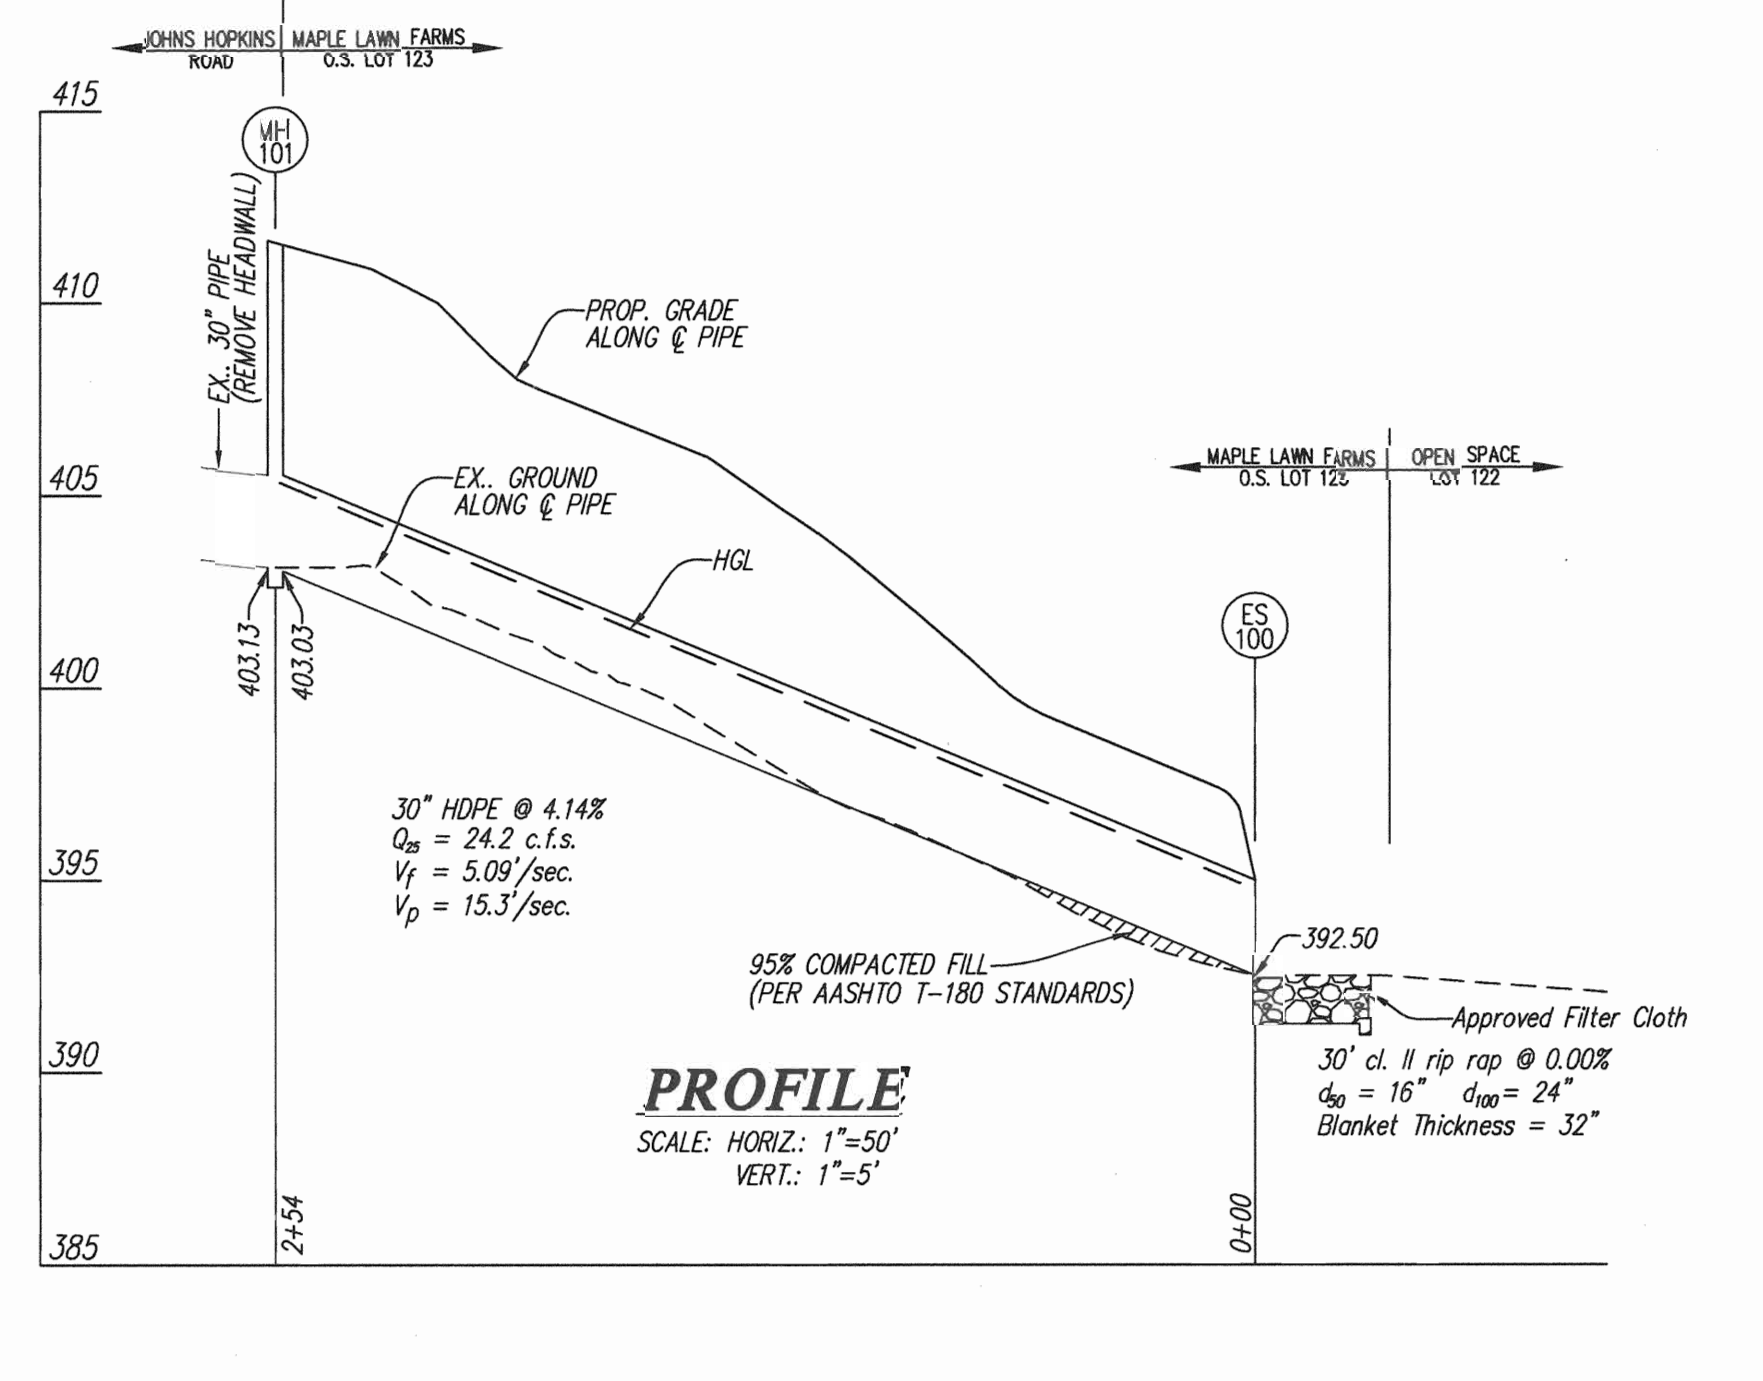 JOHNS HOPKINS
ROAD
MAPLE LAWN FARMS
O.S. LOT 123
415
MH
101
EX.. 30" PIPE
(REMOVE HEADWALL)
410
PROP. GRADE
ALONG ℄ PIPE
405
EX.. GROUND
ALONG ℄ PIPE
MAPLE LAWN FARMS
O.S. LOT 123
OPEN SPACE
LOT 122
HGL
ES
100
403.13
403.03
400
30" HDPE @ 4.14%
Q25 = 24.2 c.f.s.
Vf = 5.09'/sec.
Vp = 15.3'/sec.
395
392.50
95% COMPACTED FILL
(PER AASHTO T-180 STANDARDS)
Approved Filter Cloth
30' cl. II rip rap @ 0.00%
d50 = 16" d100 = 24"
Blanket Thickness = 32"
390
PROFILE
SCALE: HORIZ.: 1"=50'
VERT.: 1"=5'
2+54
0+00
385